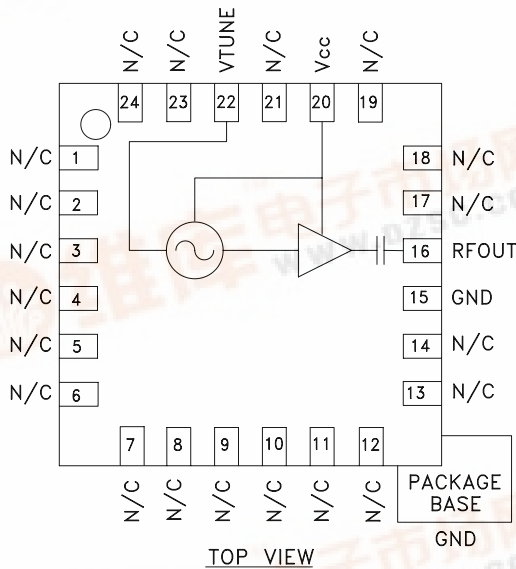 N/C N/C VTUNE N/C Vcc N/C
24 23 22 21 20 19
N/C 1 18 N/C
N/C 2 17 N/C
N/C 3 16 RFOUT
N/C 4 15 GND
N/C 5 14 N/C
N/C 6 13 N/C
7 8 9 10 11 12
N/C N/C N/C N/C N/C N/C
PACKAGE
BASE
GND
TOP VIEW